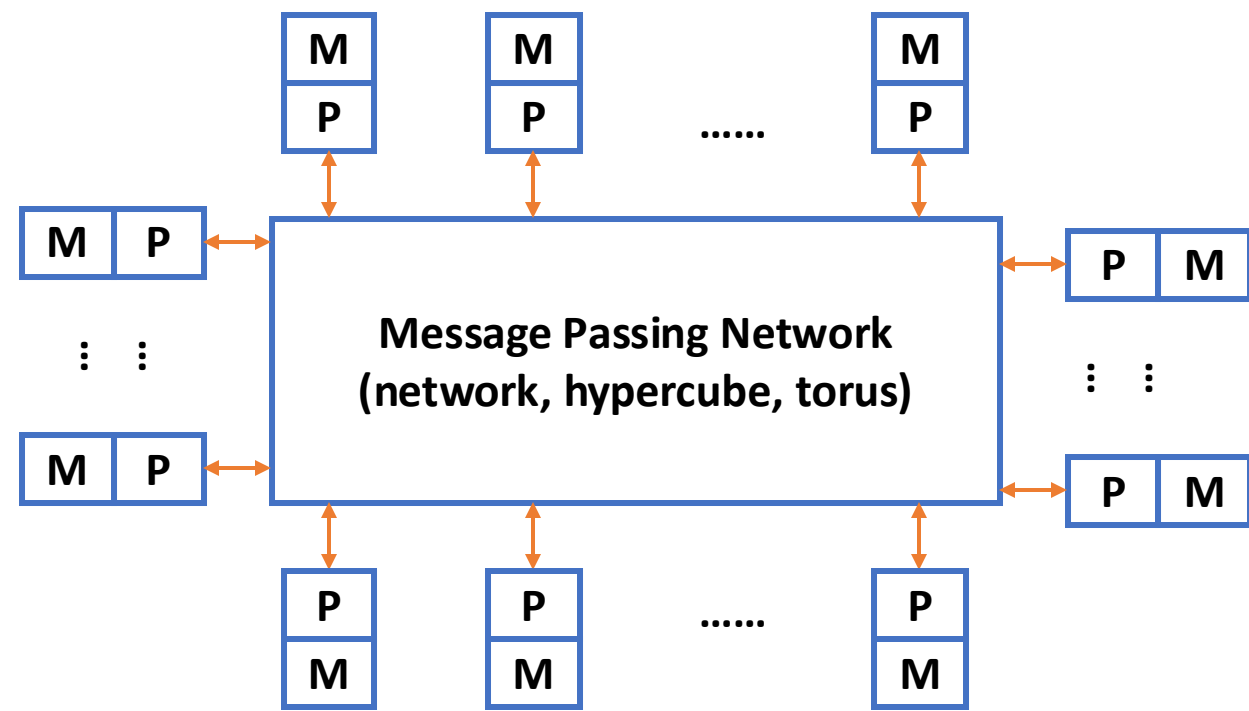 M M M
P P …… P
M P
P M
Message Passing Network
(network, hypercube, torus)
⋮ ⋮
⋮ ⋮
M P
P M
P P …… P
M M M